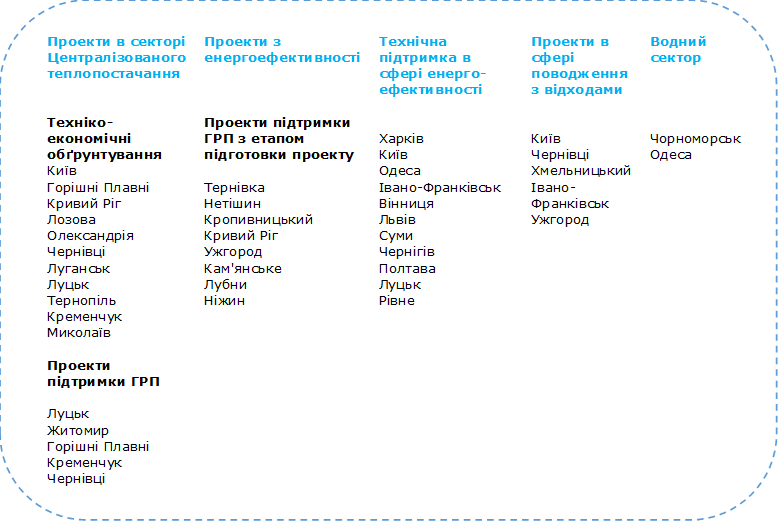 Проекти в секторі
Централізованого
теплопостачання
Техніко-
економічні
обґрунтування
Київ
Горішні Плавні
Кривий Ріг
Лозова
Олександрія
Чернівці
Луганськ
Луцьк
Тернопіль
Кременчук
Миколаїв
Проекти
підтримки ГРП
Луцьк
Житомир
Горішні Плавні
Кременчук
Чернівці
Проекти з
енергоефективності
Проекти підтримки
ГРП з етапом
підготовки проекту
Тернівка
Нетішин
Кропивницький
Кривий Ріг
Ужгород
Кам'янське
Лубни
Ніжин
Технічна
підтримка в
сфері енерго-
ефективності
Харків
Київ
Одеса
Івано-Франківськ
Вінниця
Львів
Суми
Чернігів
Полтава
Луцьк
Рівне
Проекти в
сфері
поводження
з відходами
Київ
Чернівці
Хмельницький
Івано-
Франківськ
Ужгород
Водний
сектор
Чорноморськ
Одеса